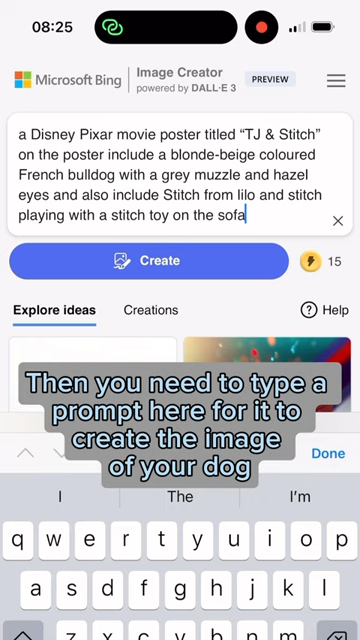 08:25
Microsoft Bing
Image Creator
powered by DALL·E 3
PREVIEW
a Disney Pixar movie poster titled “TJ & Stitch”
on the poster include a blonde-beige coloured
French bulldog with a grey muzzle and hazel
eyes and also include Stitch from lilo and stitch
playing with a stitch toy on the sofa
Create
15
Explore ideas
Creations
Help
Then you need to type a
prompt here for it to
create the image
of your dog
Done
I
The
I’m
q w e r t y u i o p
a s d f g h j k l
z x c v b n m